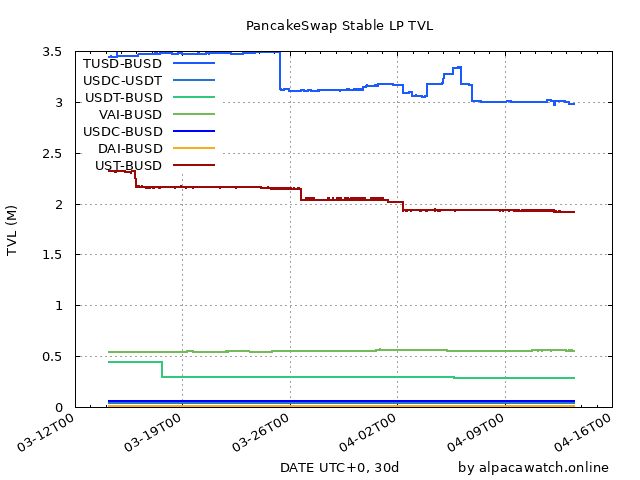 PancakeSwap Stable LP TVL
3.5
3
2.5
2
1.5
1
0.5
0
TVL (M)
TUSD-BUSD
USDC-USDT
USDT-BUSD
VAI-BUSD
USDC-BUSD
DAI-BUSD
UST-BUSD
03-12T00
03-19T00
03-26T00
04-02T00
04-09T00
04-16T00
DATE UTC+0, 30d
by alpacawatch.online